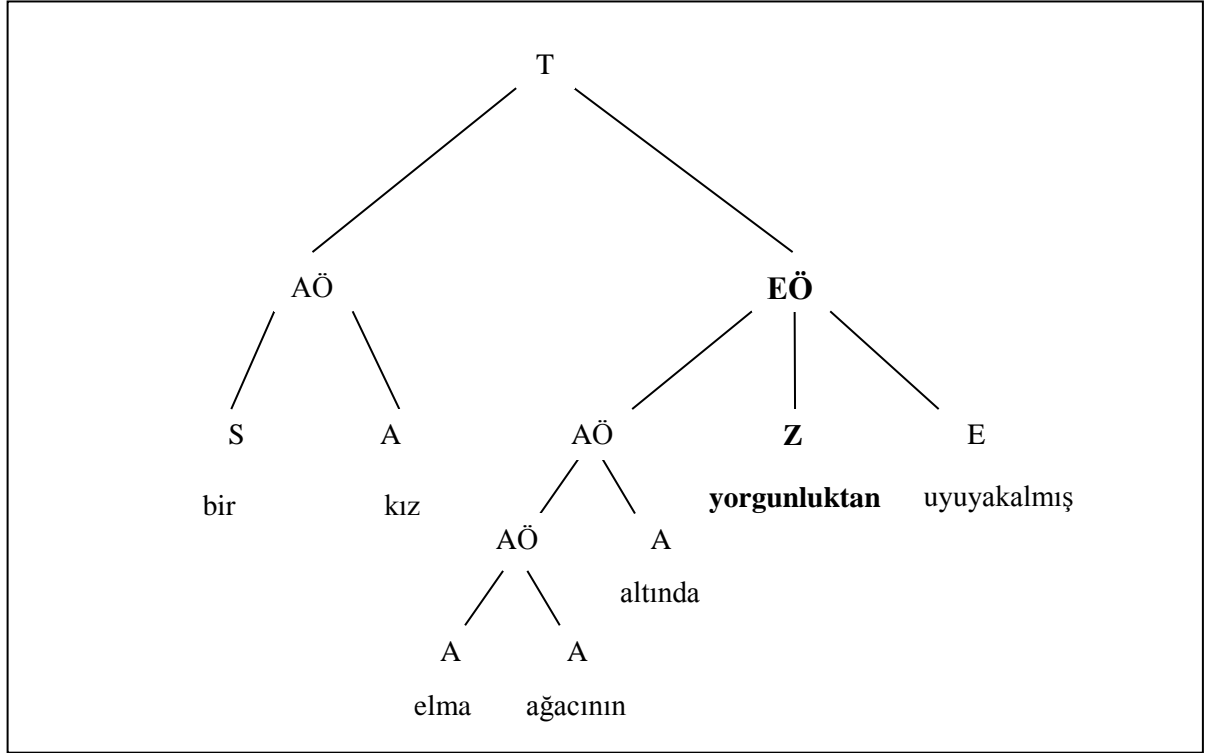 T
AÖ EÖ
S A AÖ Z E
bir kız yorgunluktan uyuyakalmış
AÖ A
altında
A A
elma ağacının